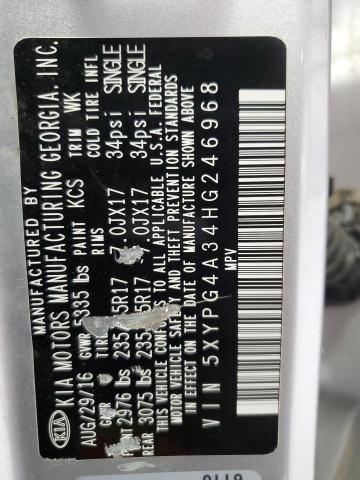 KIA
MANUFACTURED BY
KIA MOTORS MANUFACTURING GEORGIA, INC.
AUG/29/16 GVWR 5335 lbs PAINT KCS TRIM WK
TIRE RIMS COLD TIRE INFL
2976 lbs 235 5R17 7.0JX17 34psi SINGLE
REAR 3075 lbs 235 5R17 7.0JX17 34psi SINGLE
THIS VEHICLE CONFORMS TO ALL APPLICABLE U.S.A. FEDERAL
MOTOR VEHICLE SAFETY AND THEFT PREVENTION STANDARDS
IN EFFECT ON THE DATE OF MANUFACTURE SHOWN ABOVE
VIN 5XYPG4A34HG246968
MPV